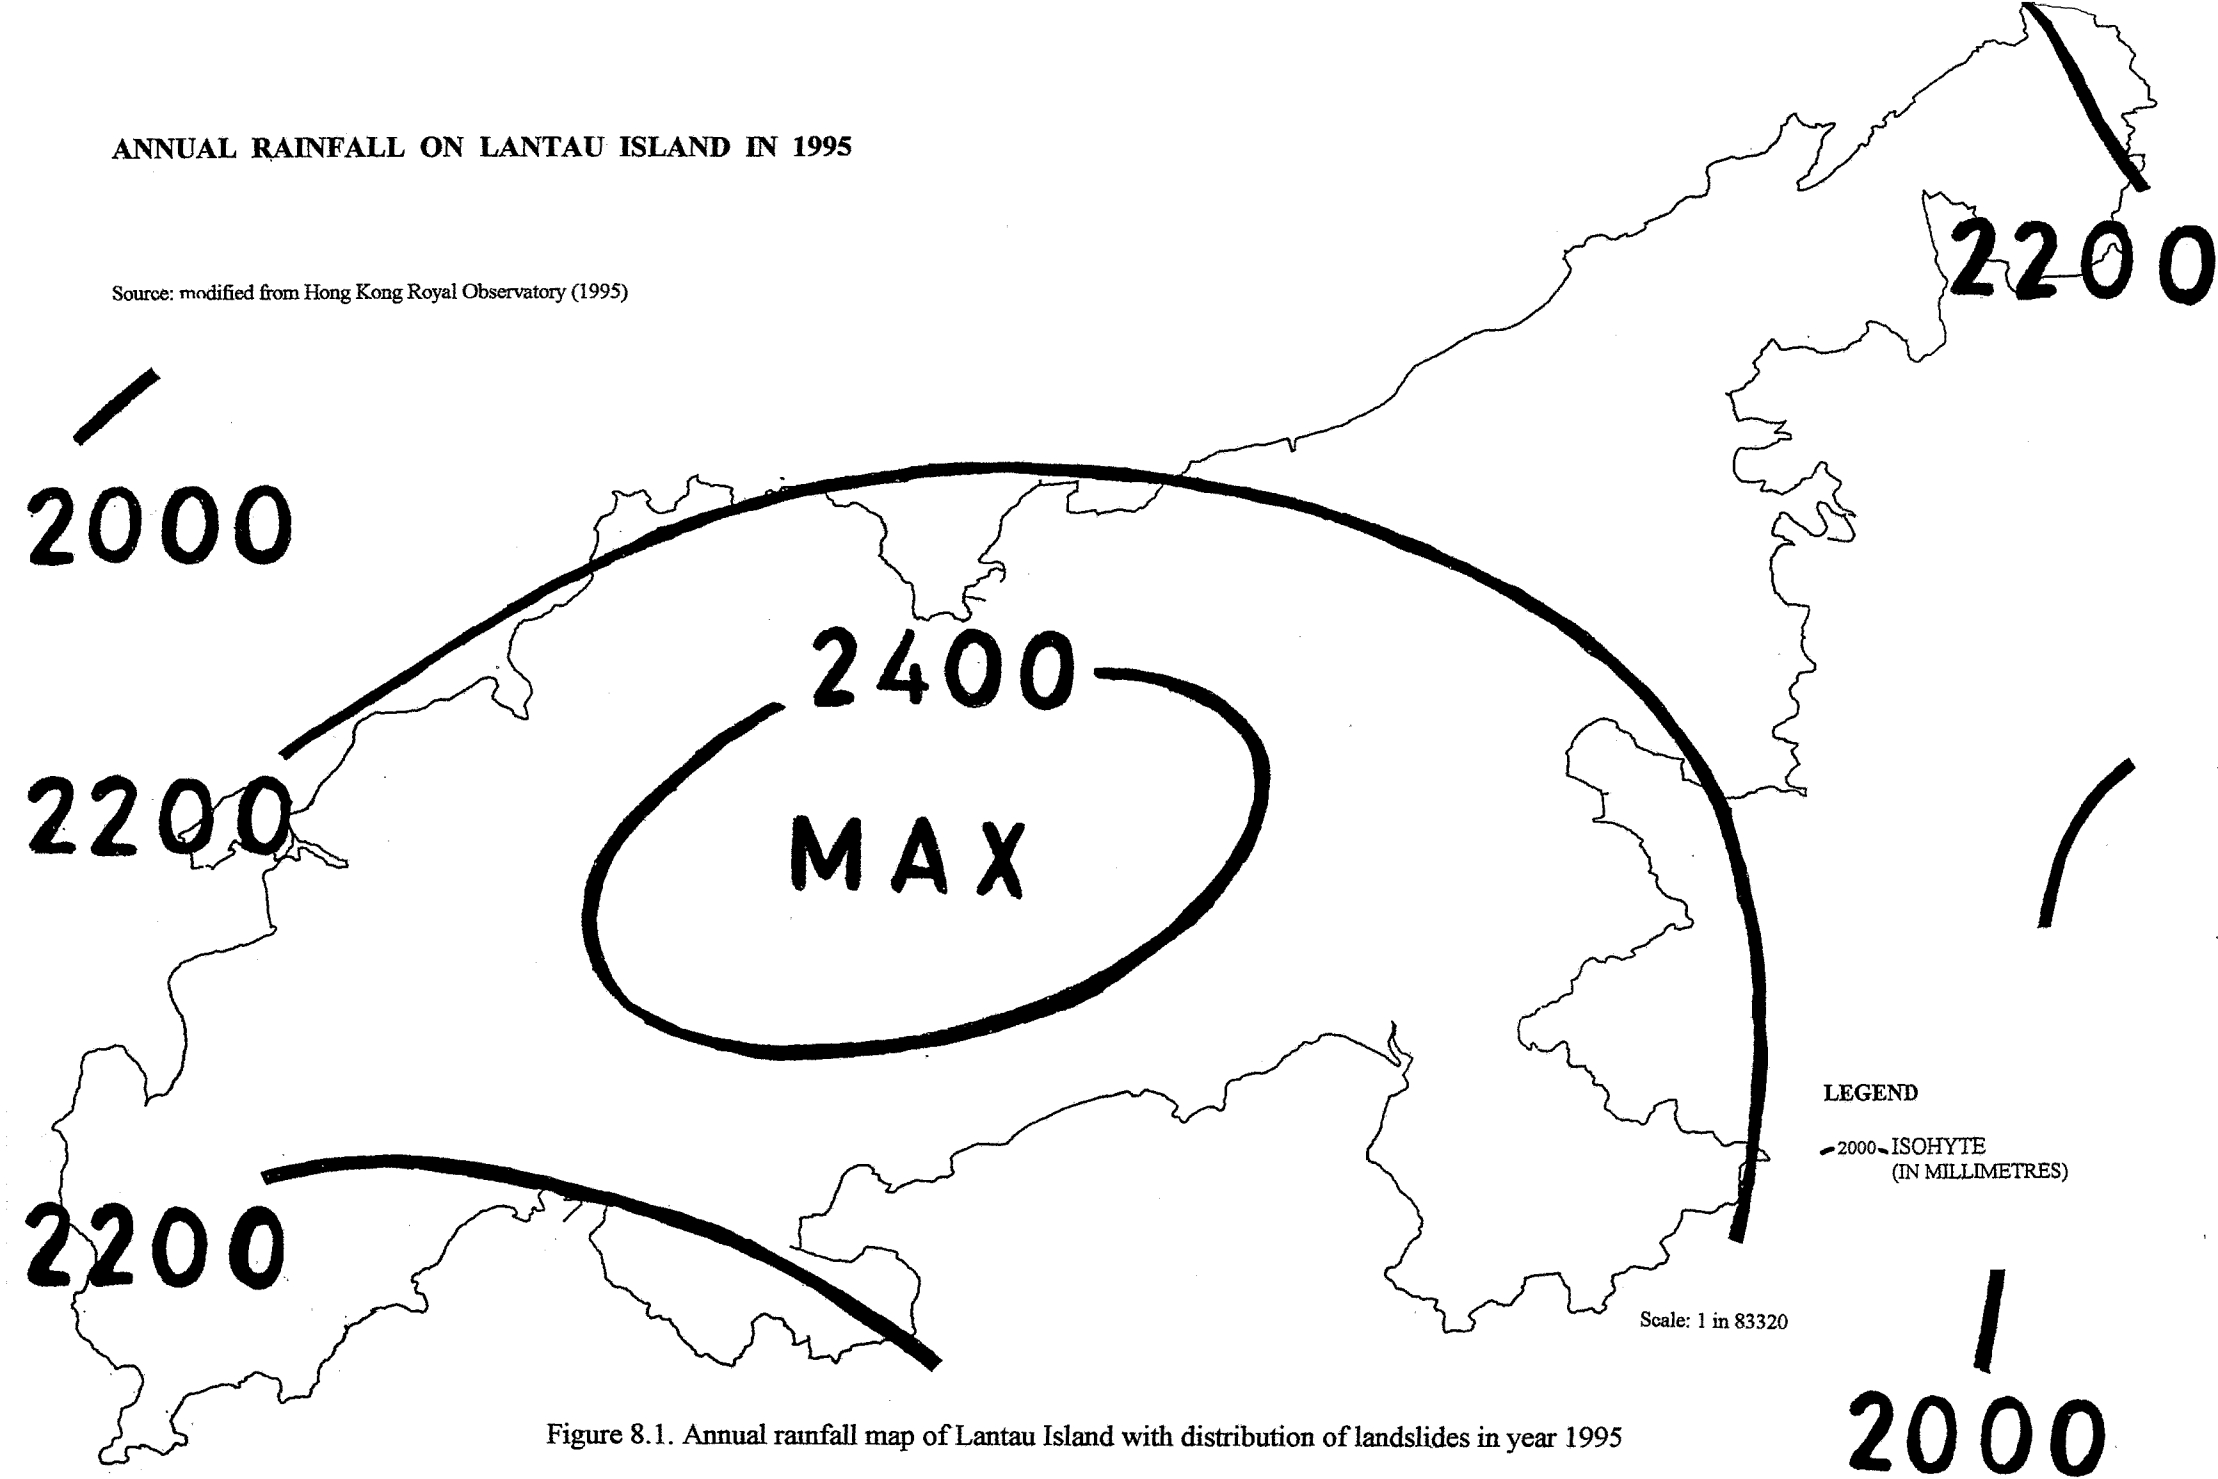 ANNUAL RAINFALL ON LANTAU ISLAND IN 1995
2200
Source: modified from Hong Kong Royal Observatory (1995)
2000
2400
2200
MAX
LEGEND
2000 ISOHYTE
(IN MILLIMETRES)
2200
Scale: 1 in 83320
2000
Figure 8.1. Annual rainfall map of Lantau Island with distribution of landslides in year 1995